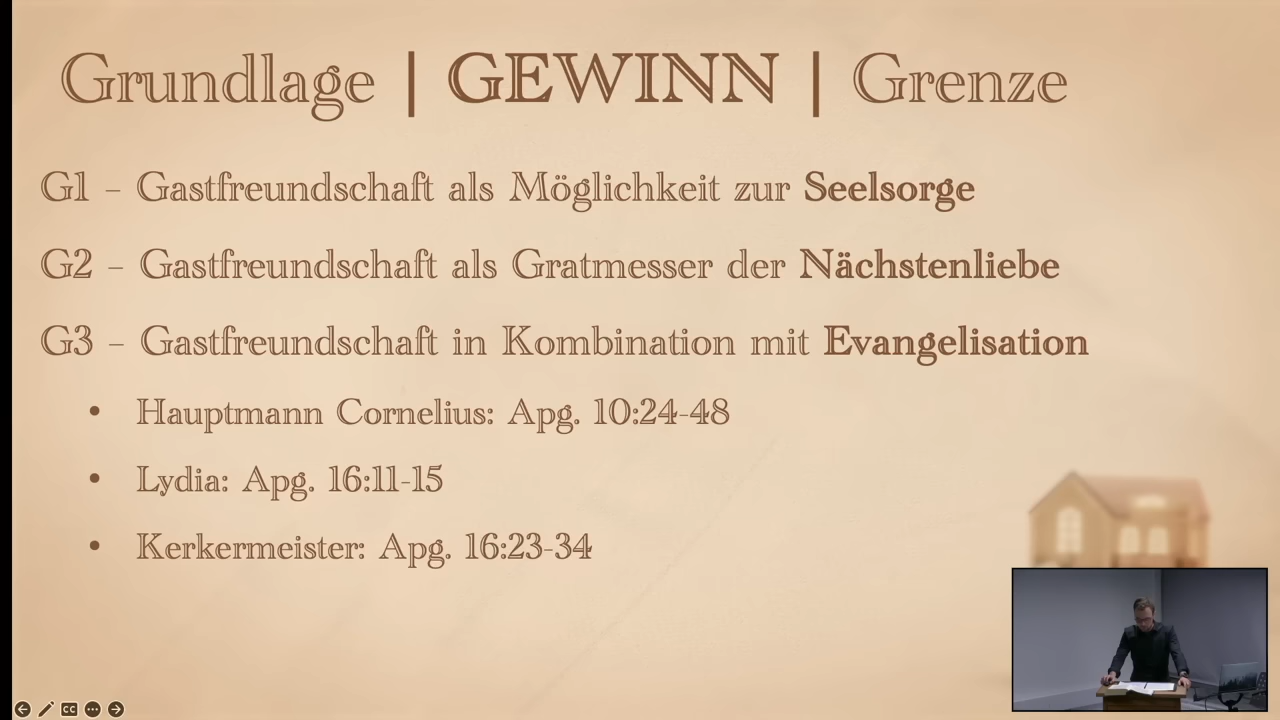 Grundlage | GEWINN | Grenze
G1 – Gastfreundschaft als Möglichkeit zur Seelsorge
G2 – Gastfreundschaft als Gratmesser der Nächstenliebe
G3 – Gastfreundschaft in Kombination mit Evangelisation
• Hauptmann Cornelius: Apg. 10:24-48
• Lydia: Apg. 16:11-15
• Kerkermeister: Apg. 16:23-34
CC